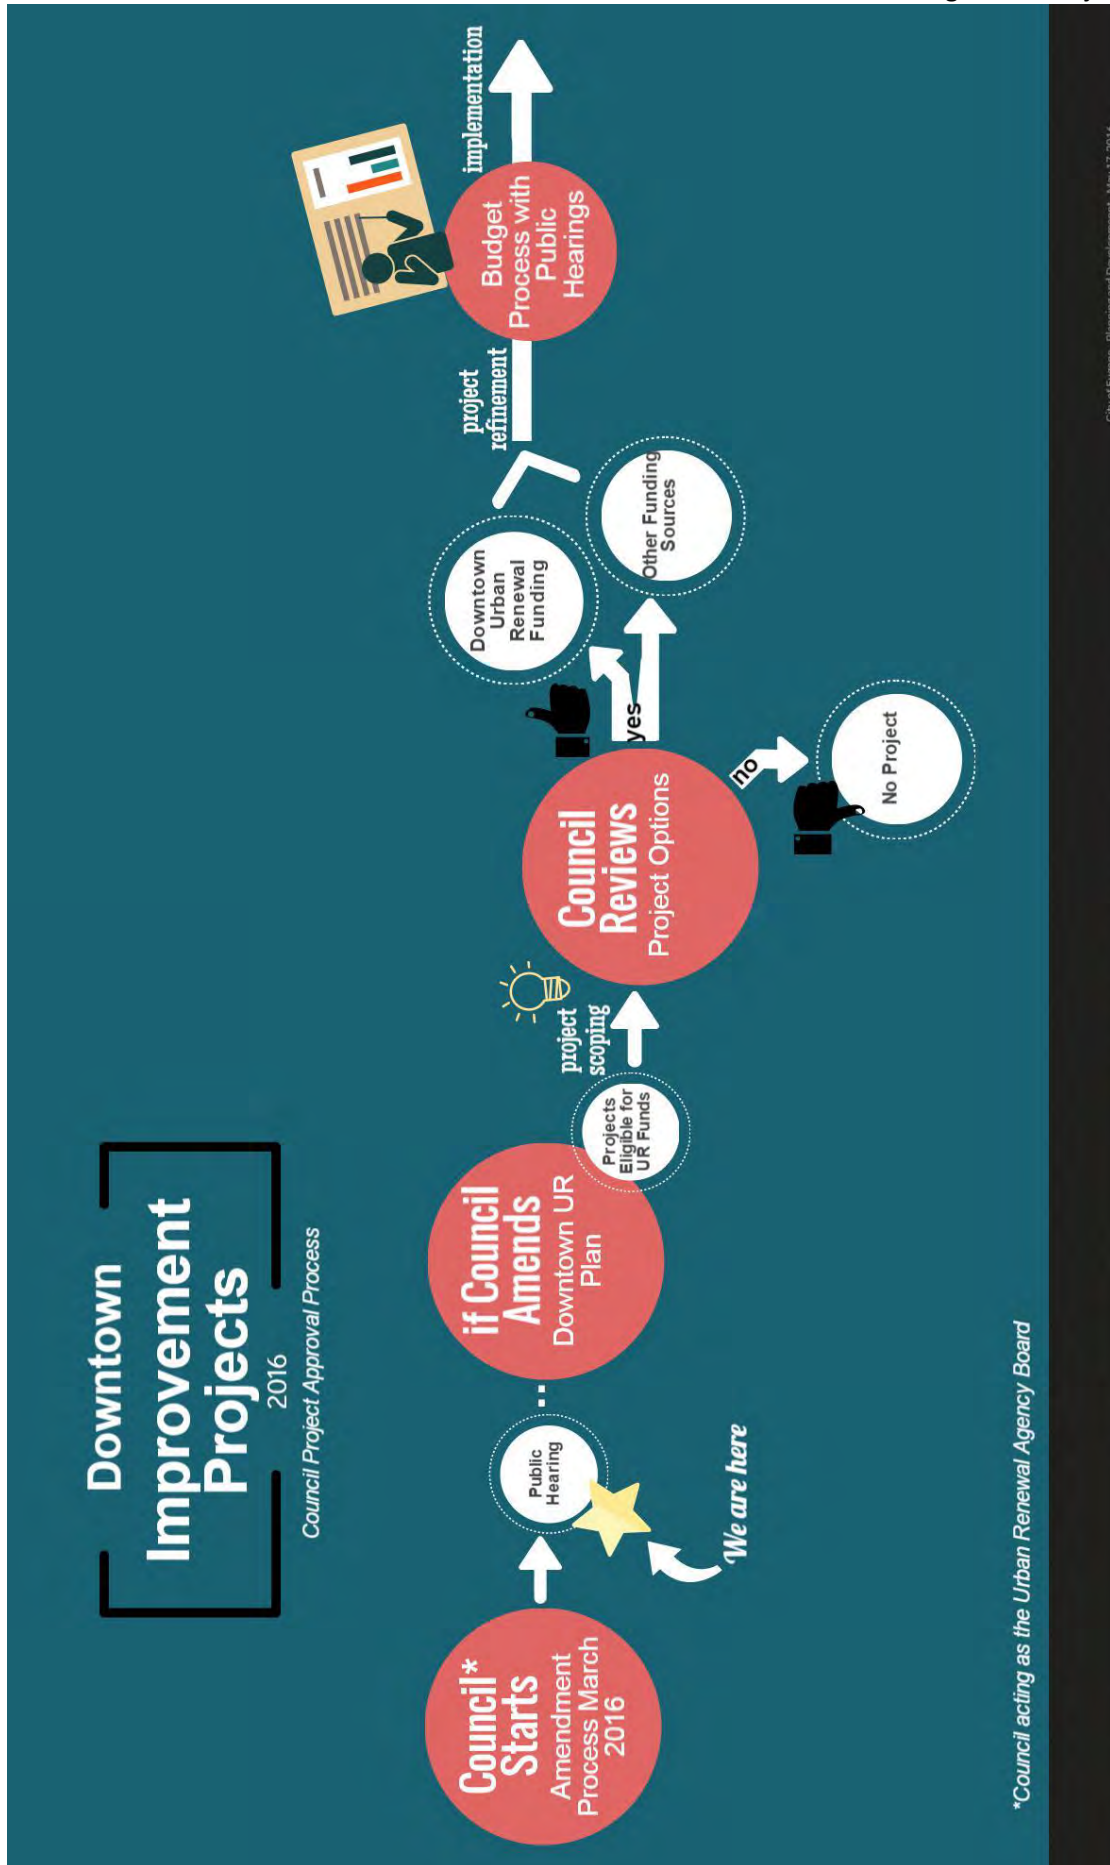 Downtown
Improvement
Projects
2016
Council Project Approval Process
Council*
Starts
Amendment
Process March
2016
Public
Hearing
We are here
if Council
Amends
Downtown UR
Plan
Projects
Eligible for
UR Funds
project
scoping
Council
Reviews
Project Options
yes
no
No Project
Downtown
Urban
Renewal
Funding
Other Funding
Sources
project
refinement
Budget
Process with
Public
Hearings
implementation
*Council acting as the Urban Renewal Agency Board